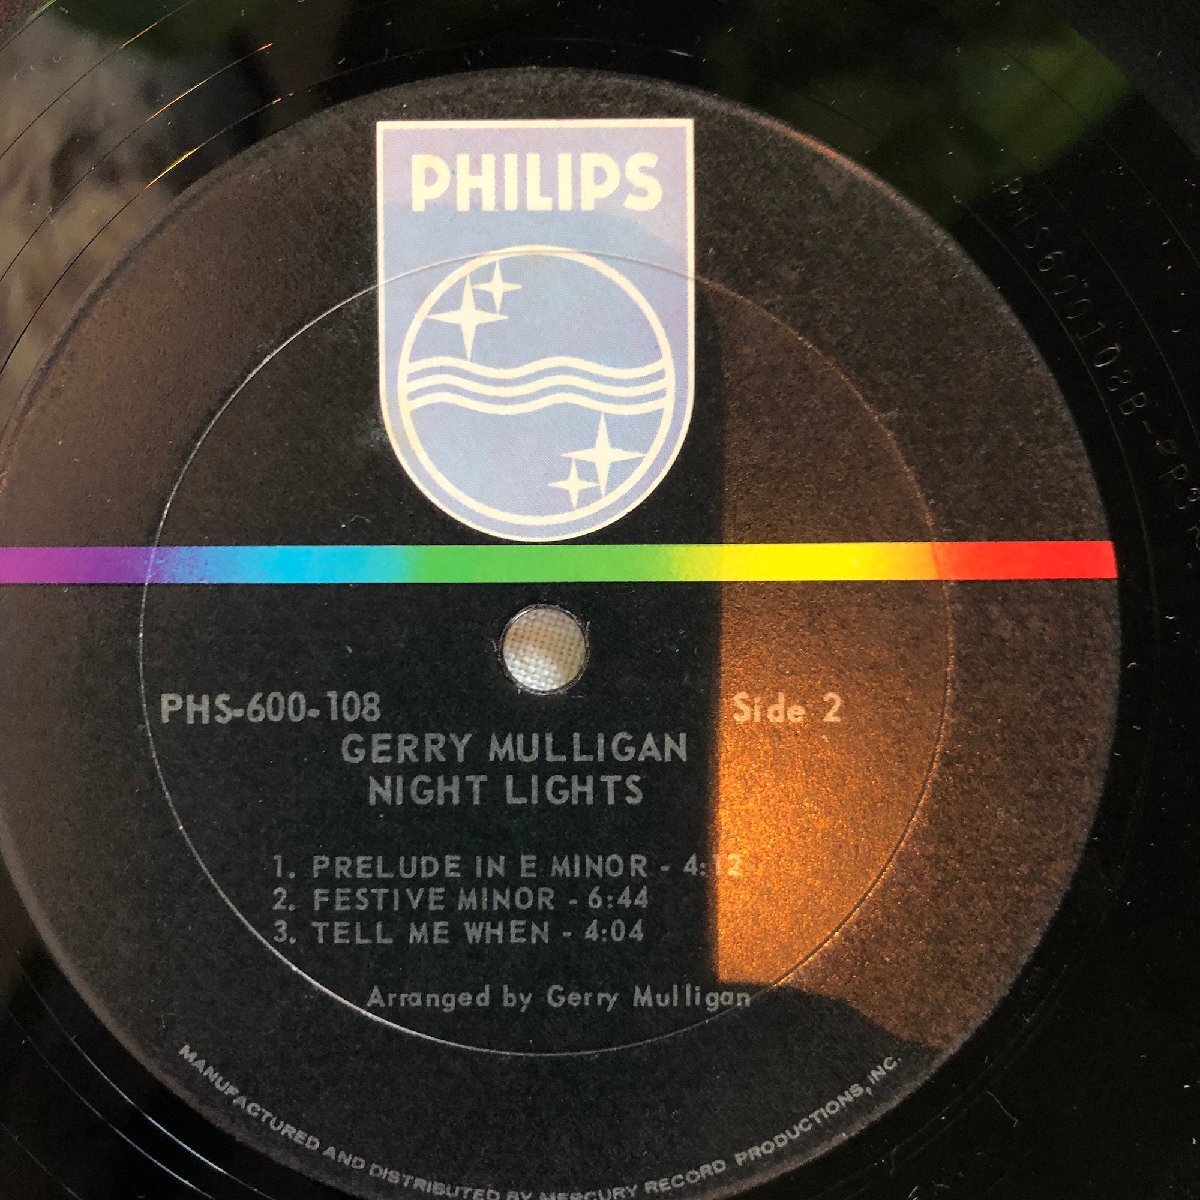 PHILIPS
PHS-600-108
Side 2
GERRY MULLIGAN
NIGHT LIGHTS
1. PRELUDE IN E MINOR - 4:12
2. FESTIVE MINOR - 6:44
3. TELL ME WHEN - 4:04
Arranged by Gerry Mulligan
MANUFACTURED AND DISTRIBUTED BY MERCURY RECORD PRODUCTIONS, INC.